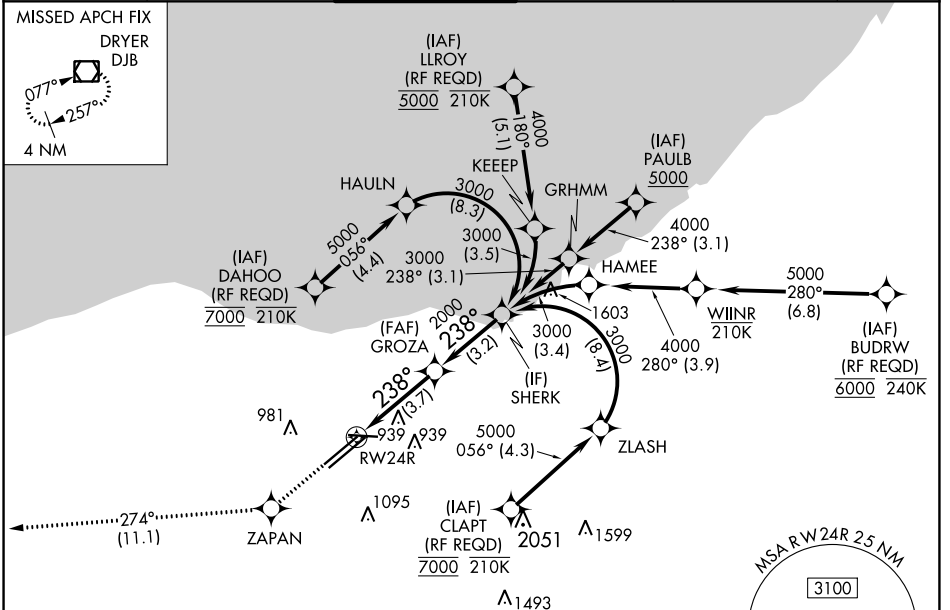 MISSED APCH FIX
DRYER
DJB
077°
257°
4 NM
(IAF)
LLROY
(RF REQD)
5000 210K
4000
180°
(5.1)
KEEEP
(IAF)
PAULB
5000
GRHMM
HAULN
3000
(8.3)
5000
056°
(4.4)
3000
(3.5)
3000
238° (3.1)
4000
238° (3.1)
(IAF)
DAHOO
(RF REQD)
7000 210K
HAMEE
5000
280°
(6.8)
1603
WIINR
210K
4000
280° (3.9)
3000
(3.4)
(IAF)
BUDRW
(RF REQD)
6000 240K
(FAF)
GROZA
2000
238°
(3.2)
(IF)
SHERK
3000
(8.4)
238°
(3.7)
981
939
939
RW24R
5000
056° (4.3)
ZLASH
274°
(11.1)
ZAPAN
1095
(IAF)
CLAPT
(RF REQD)
7000 210K
2051
1599
1493
MSA RW24R 25 NM
3100